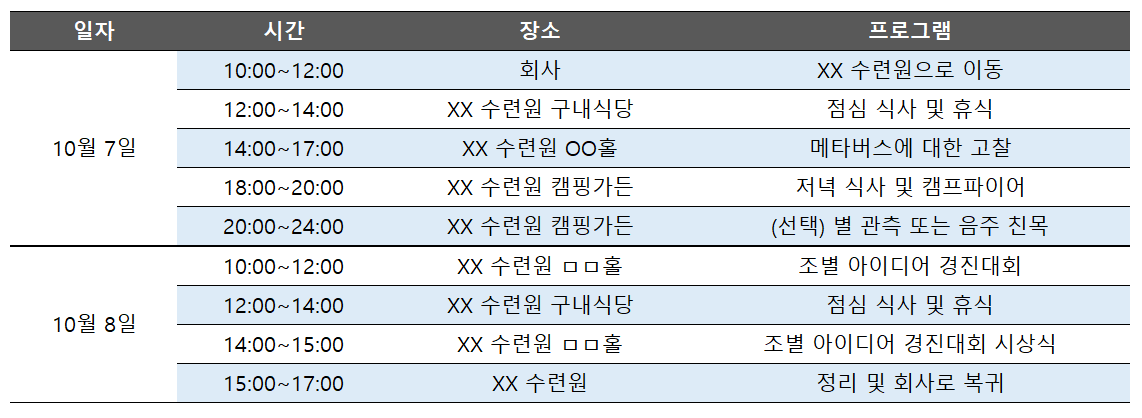 일자 시간 장소 프로그램
10:00~12:00 회사 XX 수련원으로 이동
12:00~14:00 XX 수련원 구내식당 점심 식사 및 휴식
10월 7일 14:00~17:00 XX 수련원 OO홀 메타버스에 대한 고찰
18:00~20:00 XX 수련원 캠핑가든 저녁 식사 및 캠프파이어
20:00~24:00 XX 수련원 캠핑가든 (선택) 별 관측 또는 음주 친목
10:00~12:00 XX 수련원 ㅁㅁ홀 조별 아이디어 경진대회
12:00~14:00 XX 수련원 구내식당 점심 식사 및 휴식
10월 8일
14:00~15:00 XX 수련원 ㅁㅁ홀 조별 아이디어 경진대회 시상식
15:00~17:00 XX 수련원 정리 및 회사로 복귀